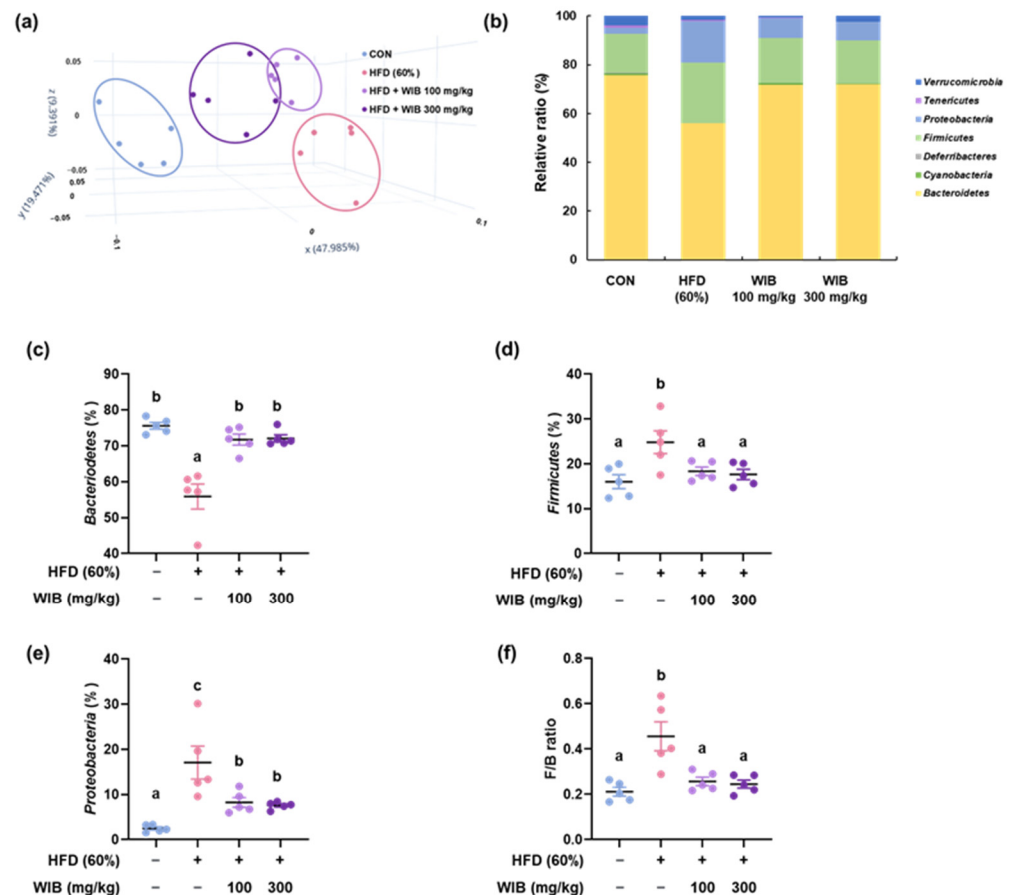 (a)
CON
HFD (60%)
HFD + WIB 100 mg/kg
HFD + WIB 300 mg/kg
0.05
0
−0.05
z (9.391%)
0.05
0
−0.05
y (19.471%)
−0.1
0
0.1
x (47.985%)
(b)
Relative ratio (%)
100
80
60
40
20
0
CON
HFD
(60%)
WIB
100 mg/kg
WIB
300 mg/kg
Verrucomicrobia
Tenericutes
Proteobacteria
Firmicutes
Deferribacteres
Cyanobacteria
Bacteroidetes
(c)
Bacteriodetes (% )
90
80
70
60
50
40
b
a
b
b
HFD (60%) − + + +
WIB (mg/kg) − − 100 300
(d)
Firmicutes (% )
40
30
20
10
0
a
b
a
a
HFD (60%) − + + +
WIB (mg/kg) − − 100 300
(e)
Proteobacteria (% )
40
30
20
10
0
a
c
b
b
HFD (60%) − + + +
WIB (mg/kg) − − 100 300
(f)
F/B ratio
0.8
0.6
0.4
0.2
0.0
a
b
a
a
HFD (60%) − + + +
WIB (mg/kg) − − 100 300